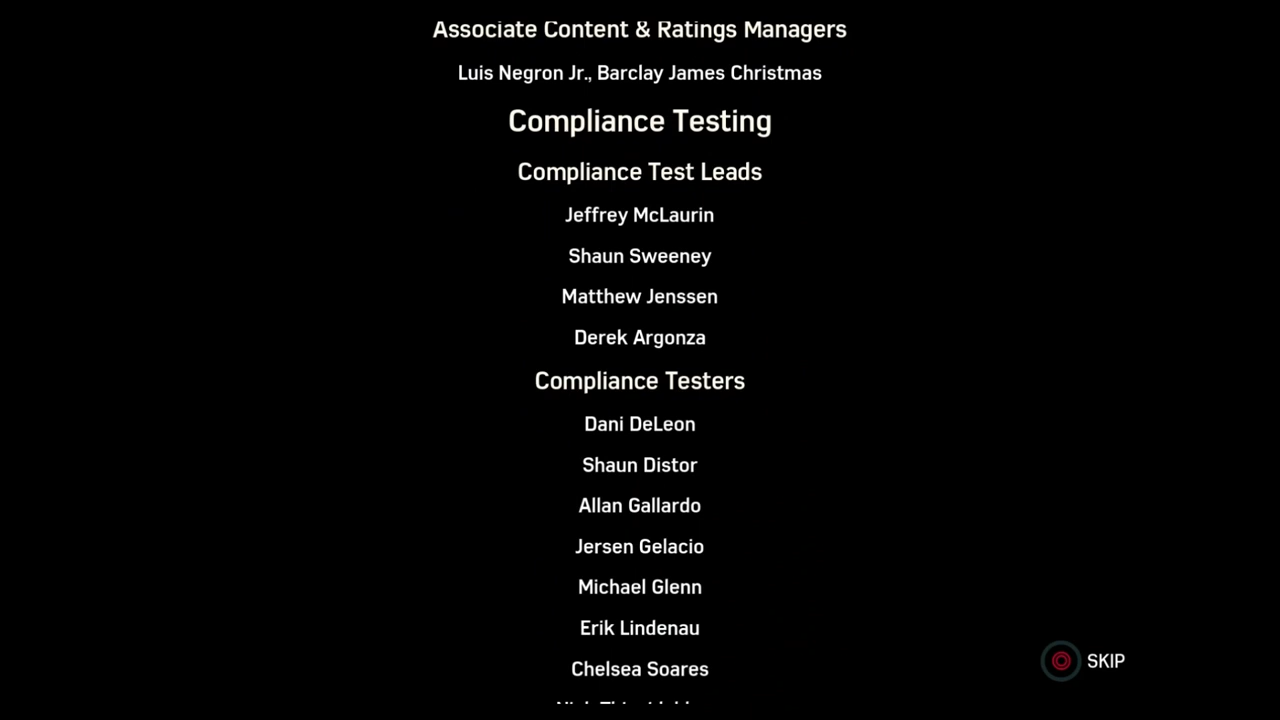 Associate Content & Ratings Managers
Luis Negron Jr., Barclay James Christmas
Compliance Testing
Compliance Test Leads
Jeffrey McLaurin
Shaun Sweeney
Matthew Jenssen
Derek Argonza
Compliance Testers
Dani DeLeon
Shaun Distor
Allan Gallardo
Jersen Gelacio
Michael Glenn
Erik Lindenau
Chelsea Soares
SKIP